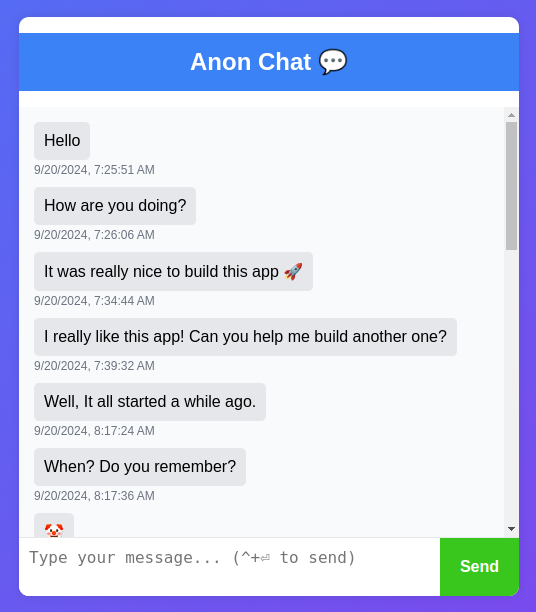 Anon Chat 💬
Hello
9/20/2024, 7:25:51 AM
How are you doing?
9/20/2024, 7:26:06 AM
It was really nice to build this app 🚀
9/20/2024, 7:34:44 AM
I really like this app! Can you help me build another one?
9/20/2024, 7:39:32 AM
Well, It all started a while ago.
9/20/2024, 8:17:24 AM
When? Do you remember?
9/20/2024, 8:17:36 AM
🤡
Type your message... (^+⏎ to send)
Send